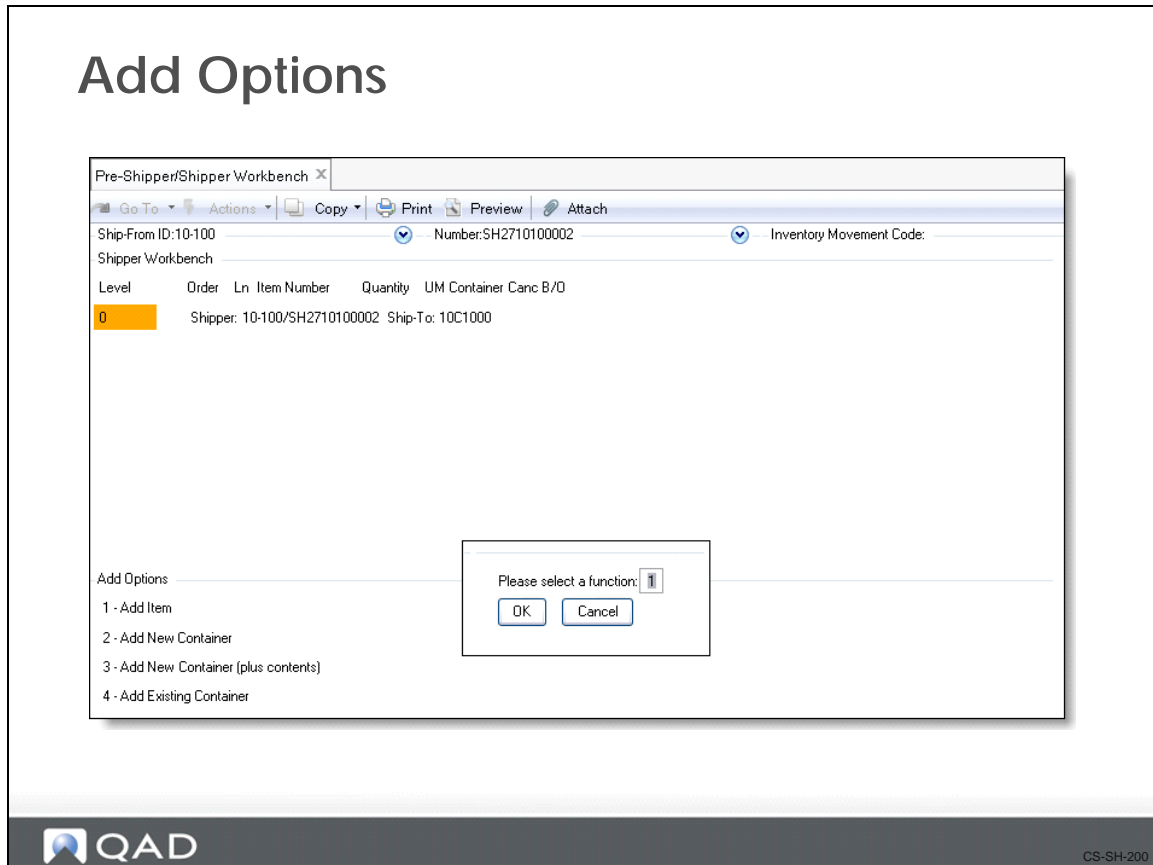 Add Options
Pre-Shipper/Shipper Workbench X
Go To Actions Copy Print Preview Attach
Ship-From ID:10-100 Number:SH2710100002 Inventory Movement Code:
Shipper Workbench
Level Order Ln Item Number Quantity UM Container Canc B/O
0 Shipper: 10-100/SH2710100002 Ship-To: 10C1000
Add Options
Please select a function: 1
OK Cancel
1 - Add Item
2 - Add New Container
3 - Add New Container (plus contents)
4 - Add Existing Container
QAD
CS-SH-200